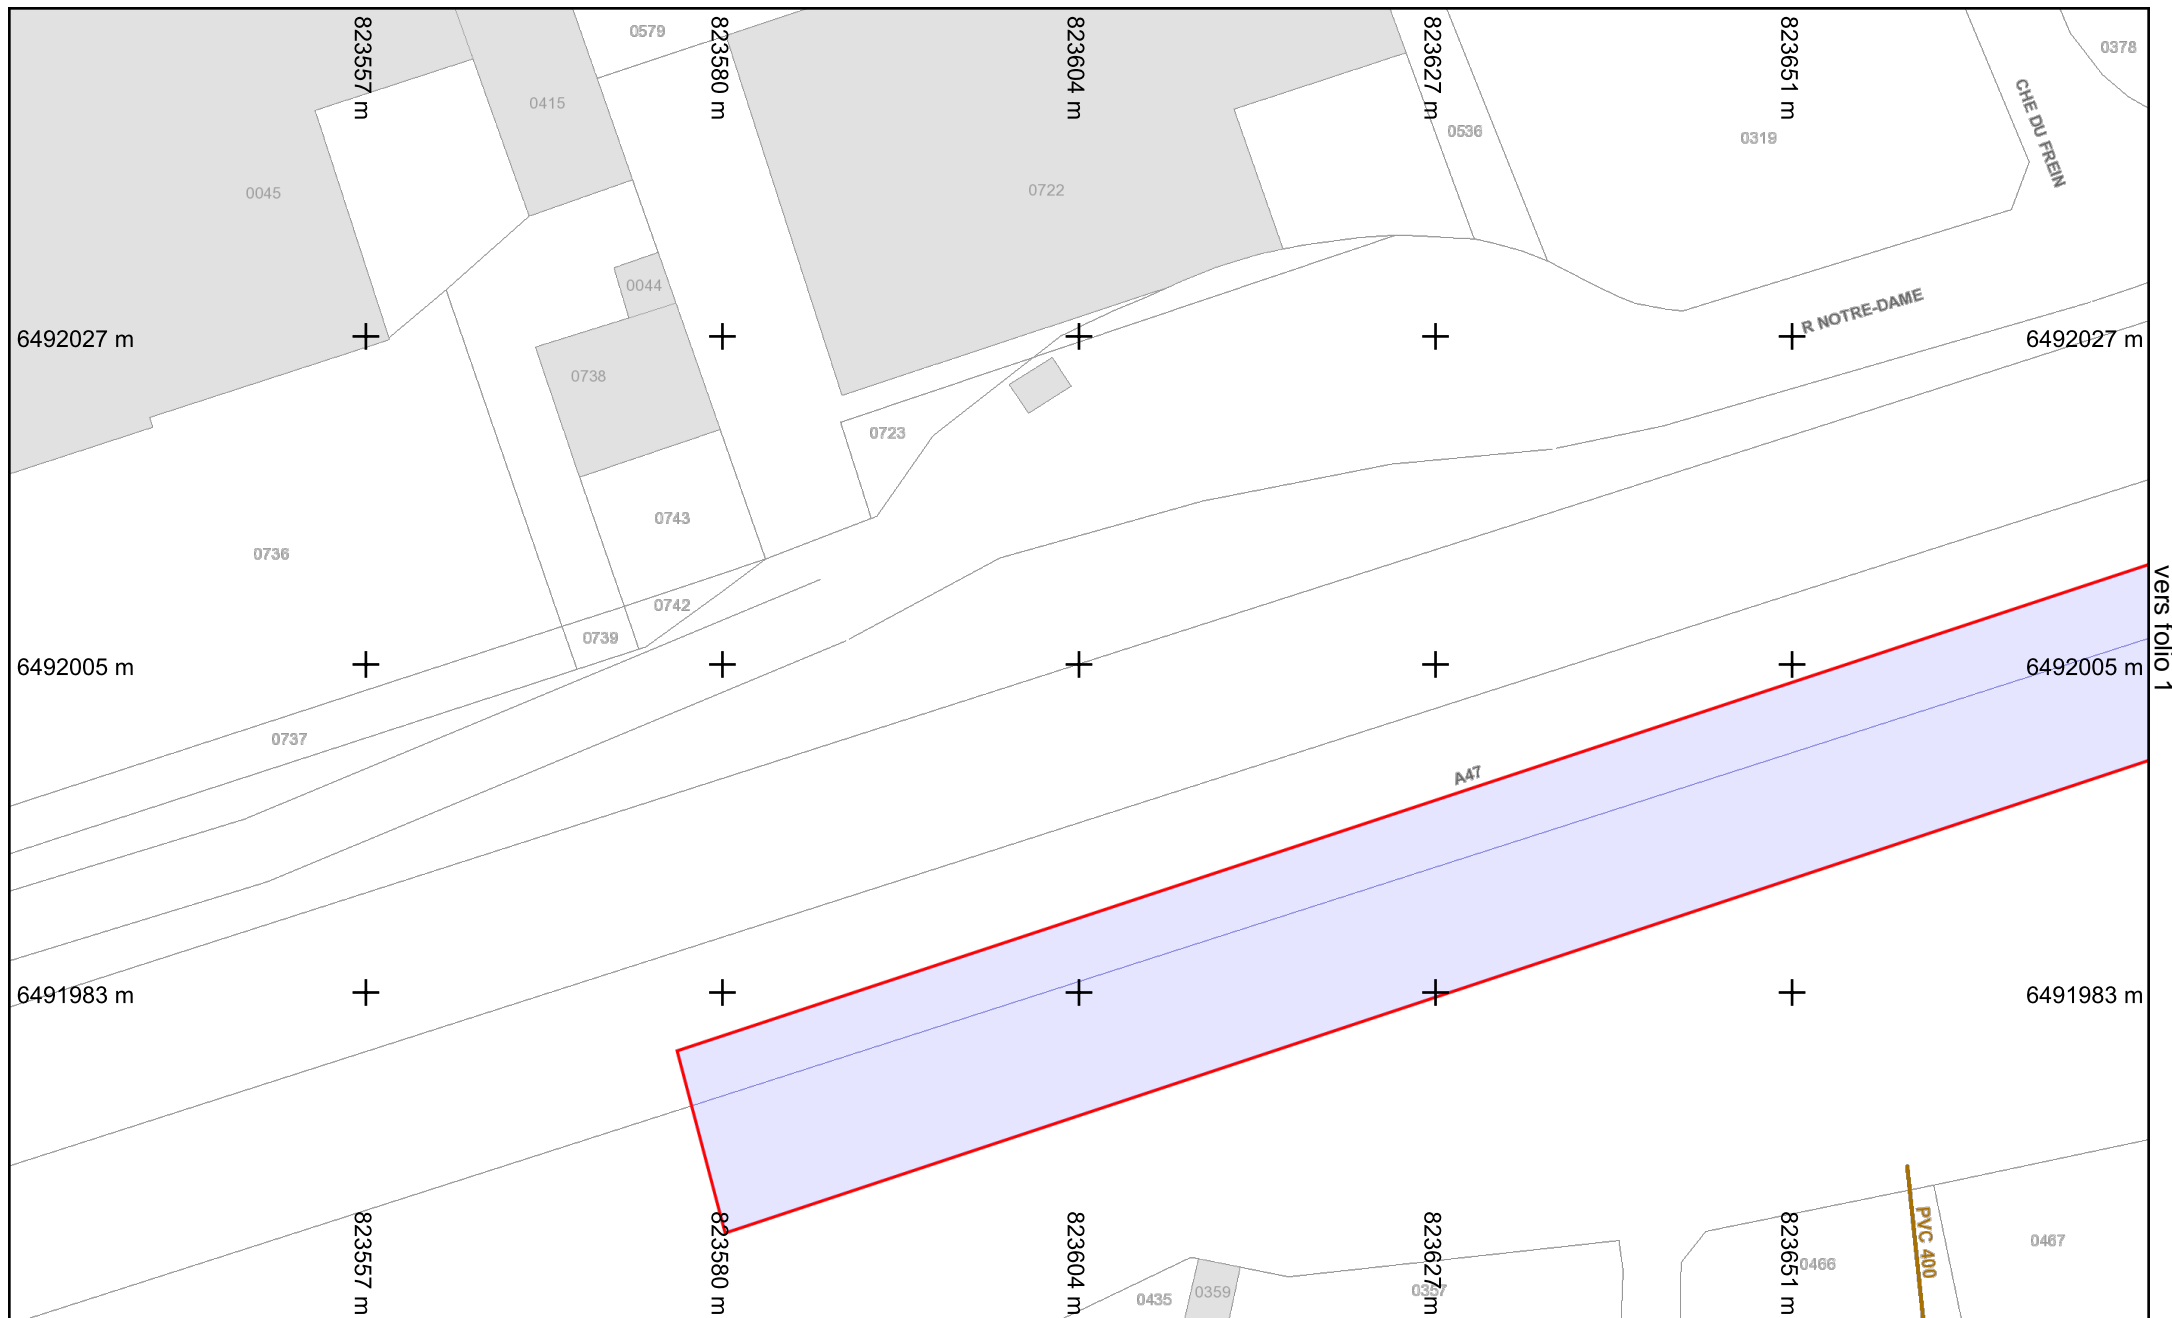 823557 m
0579
823580 m
823604 m
823627 m
823651 m
0378
0415
CHE DU FREIN
0536
0319
0045
0722
0044
R NOTRE-DAME
6492027 m
6492027 m
0738
0723
0743
0736
vers folio 1
0742
0739
6492005 m
6492005 m
0737
A47
6491983 m
6491983 m
823557 m
823580 m
823604 m
823627 m
823651 m
PVC 400
0467
0466
0435
0359
0357